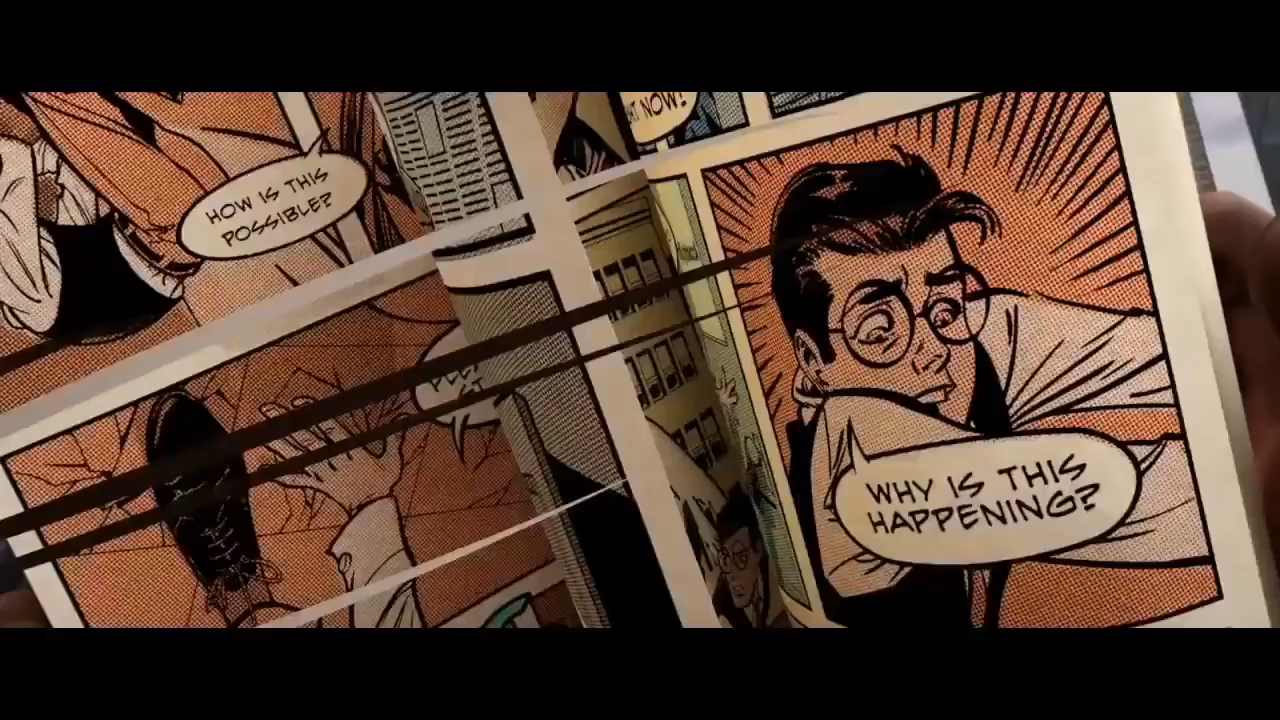 HOW IS THIS
POSSIBLE?
NOW?
WHY IS THIS
HAPPENING?